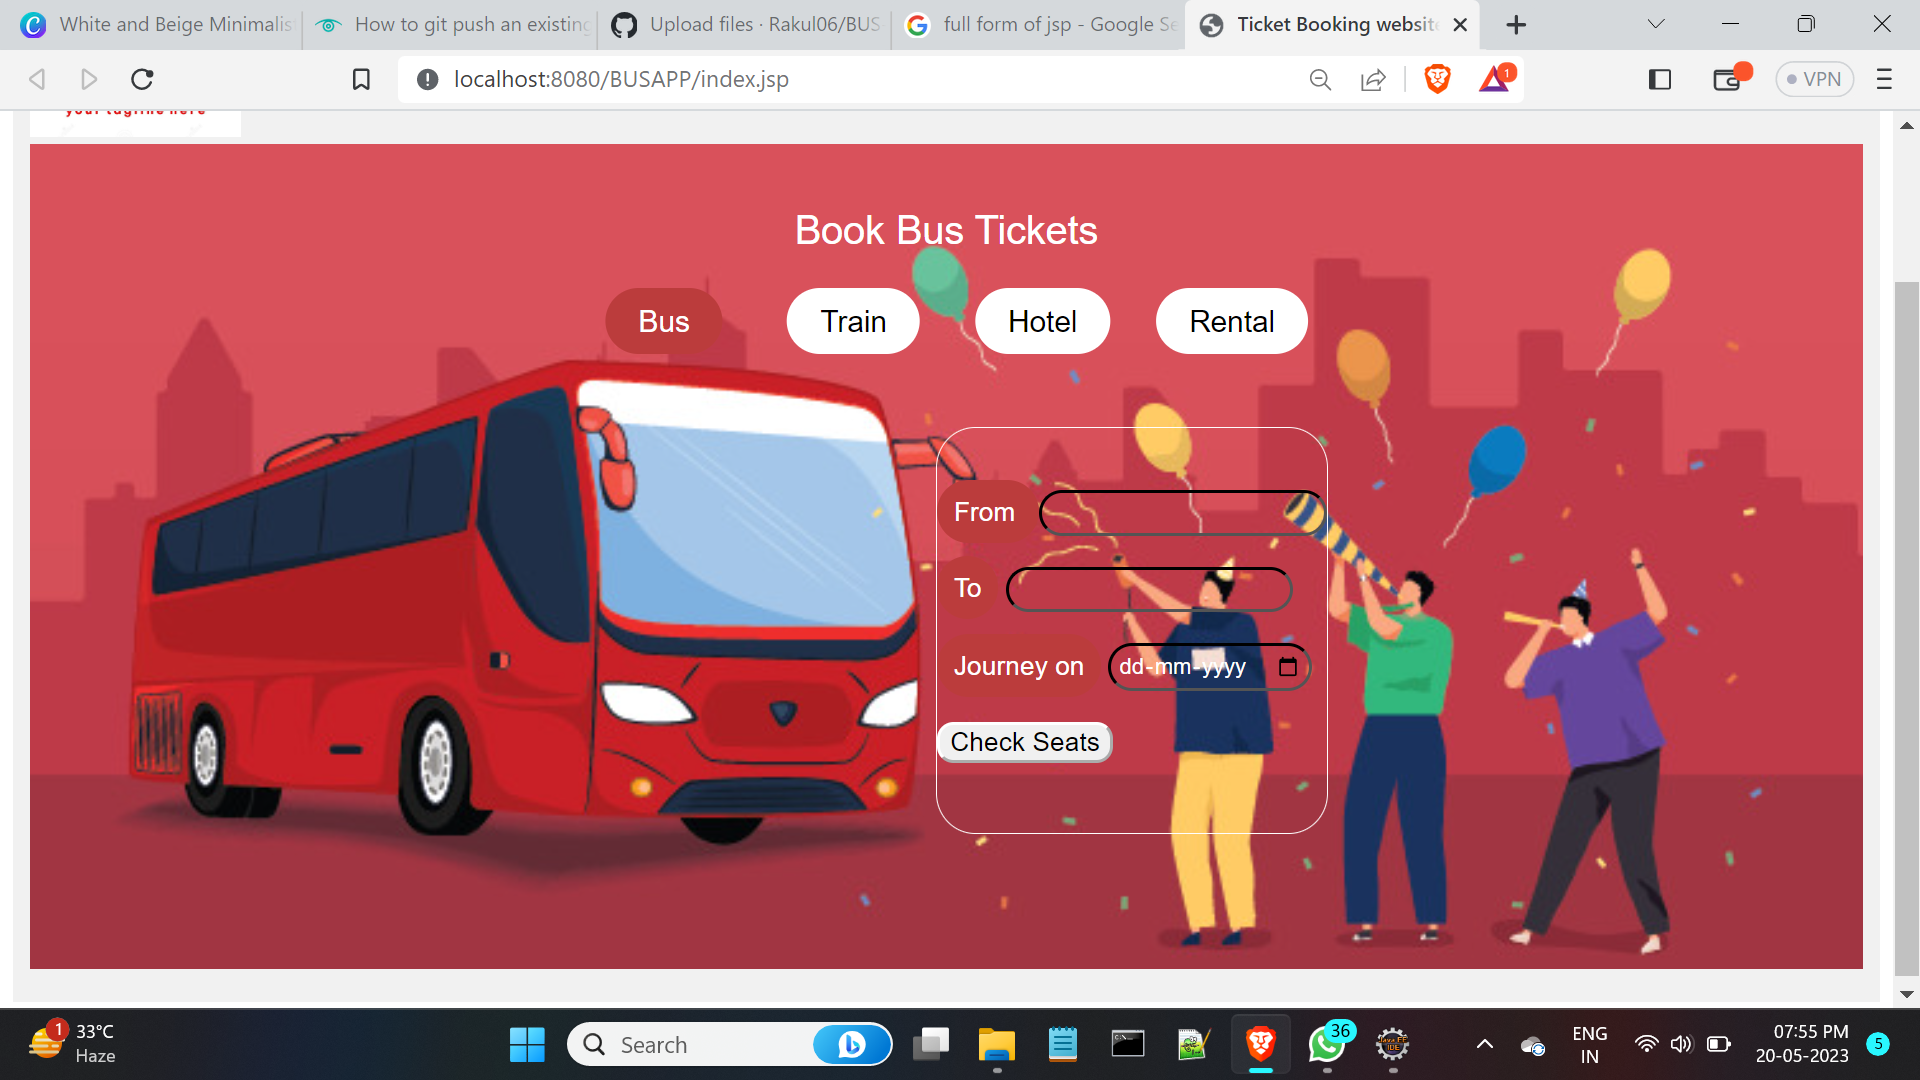 White and Beige Minimalis
How to git push an existing
Upload files · Rakul06/BUS
full form of jsp - Google Se
Ticket Booking website
localhost:8080/BUSAPP/index.jsp
1
VPN
your tagline here
Book Bus Tickets
Bus
Train
Hotel
Rental
From
To
Journey on
dd-mm-yyyy
Check Seats
1
33°C
Haze
Search
36
ENG
IN
07:55 PM
20-05-2023
5